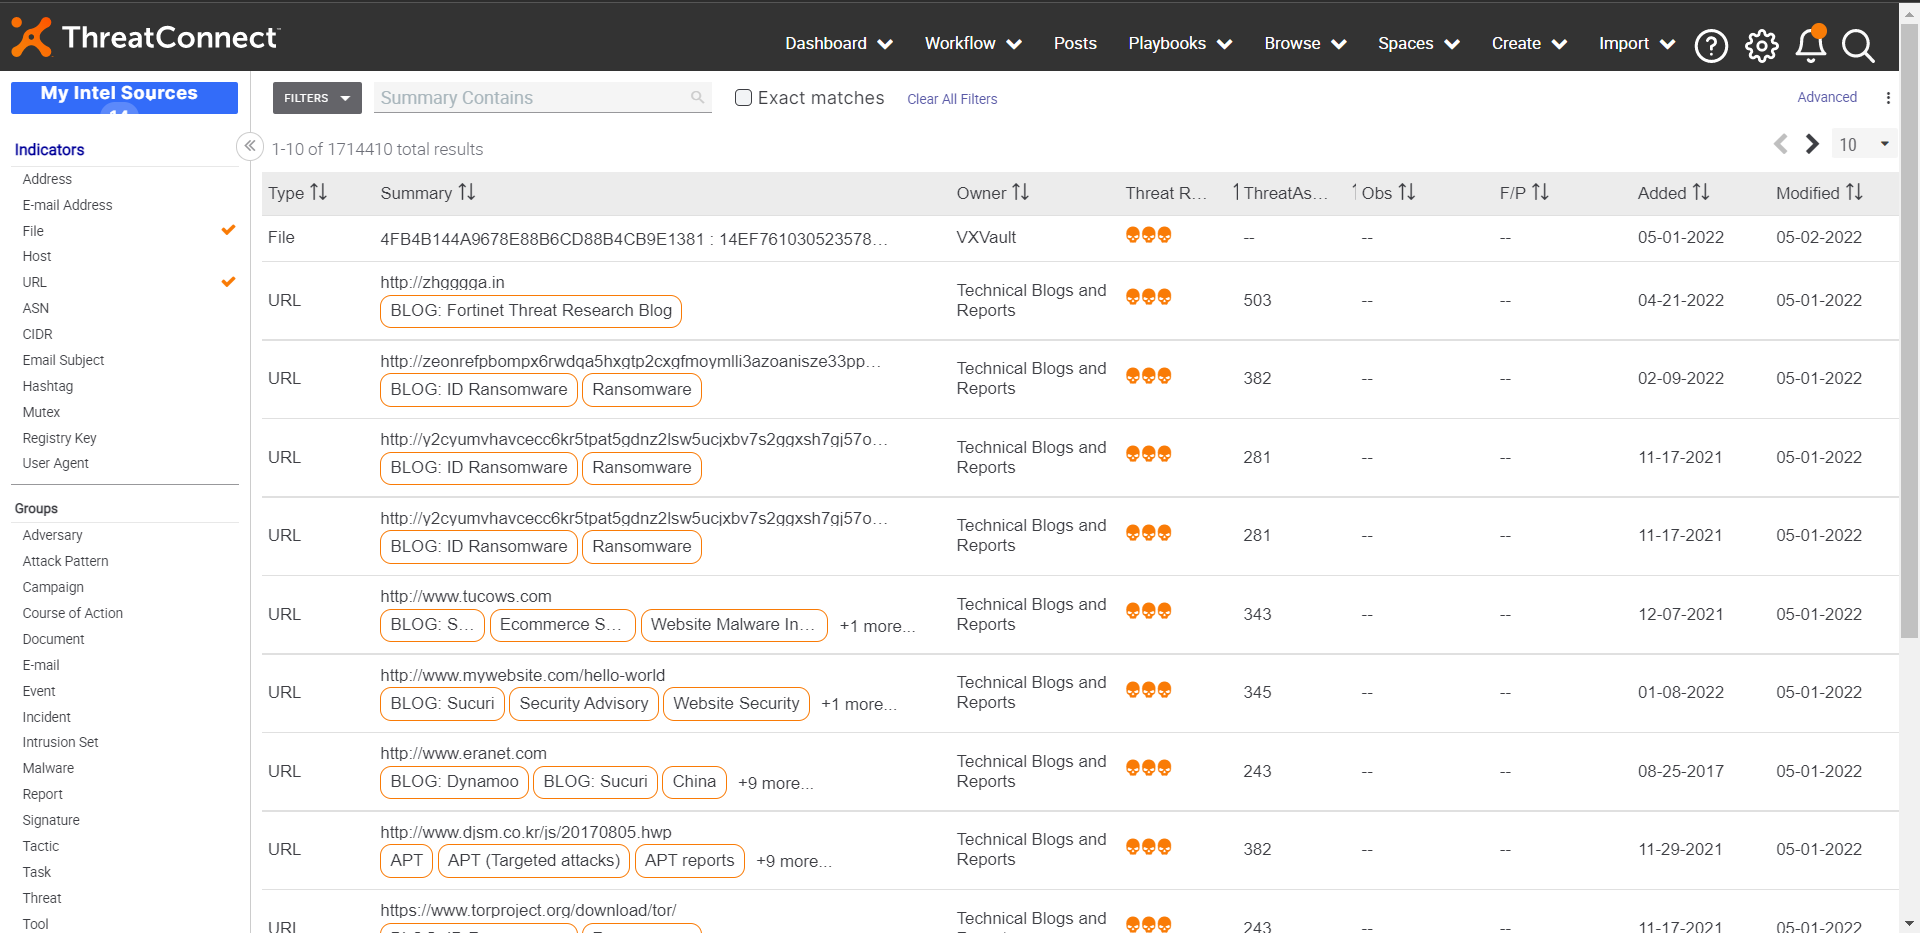 ThreatConnect
Dashboard Workflow Posts Playbooks Browse Spaces Create Import
My Intel Sources
FILTERS Summary Contains Exact matches Clear All Filters Advanced
1-10 of 1714410 total results 10
Indicators
Address
E-mail Address
File
Host
URL
ASN
CIDR
Email Subject
Hashtag
Mutex
Registry Key
User Agent
Groups
Adversary
Attack Pattern
Campaign
Course of Action
Document
E-mail
Event
Incident
Intrusion Set
Malware
Report
Signature
Tactic
Task
Threat
Tool
Type Summary Owner Threat R... ThreatAs... Obs F/P Added Modified
File 4FB4B144A9678E88B6CD88B4CB9E1381 : 14EF761030523578... VXVault -- -- -- 05-01-2022 05-02-2022
http://zhgggga.in
URL Technical Blogs and Reports 503 -- -- 04-21-2022 05-01-2022
BLOG: Fortinet Threat Research Blog
http://zeonrefpbompx6rwdqa5hxgtp2cxgfmoymlli3azoanisze33pp...
URL Technical Blogs and Reports 382 -- -- 02-09-2022 05-01-2022
BLOG: ID Ransomware Ransomware
http://y2cyumvhavcecc6kr5tpat5gdnz2lsw5ucjxbv7s2ggxsh7gj57o...
URL Technical Blogs and Reports 281 -- -- 11-17-2021 05-01-2022
BLOG: ID Ransomware Ransomware
http://y2cyumvhavcecc6kr5tpat5gdnz2lsw5ucjxbv7s2ggxsh7gj57o...
URL Technical Blogs and Reports 281 -- -- 11-17-2021 05-01-2022
BLOG: ID Ransomware Ransomware
http://www.tucows.com
URL Technical Blogs and Reports 343 -- -- 12-07-2021 05-01-2022
BLOG: S... Ecommerce S... Website Malware In... +1 more...
http://www.mywebsite.com/hello-world
URL Technical Blogs and Reports 345 -- -- 01-08-2022 05-01-2022
BLOG: Sucuri Security Advisory Website Security +1 more...
http://www.eranet.com
URL Technical Blogs and Reports 243 -- -- 08-25-2017 05-01-2022
BLOG: Dynamoo BLOG: Sucuri China +9 more...
http://www.djsm.co.kr/js/20170805.hwp
URL Technical Blogs and Reports 382 -- -- 11-29-2021 05-01-2022
APT APT (Targeted attacks) APT reports +9 more...
https://www.torproject.org/download/tor/
URL Technical Blogs and 243 -- -- 11-17-2021 05-01-2022